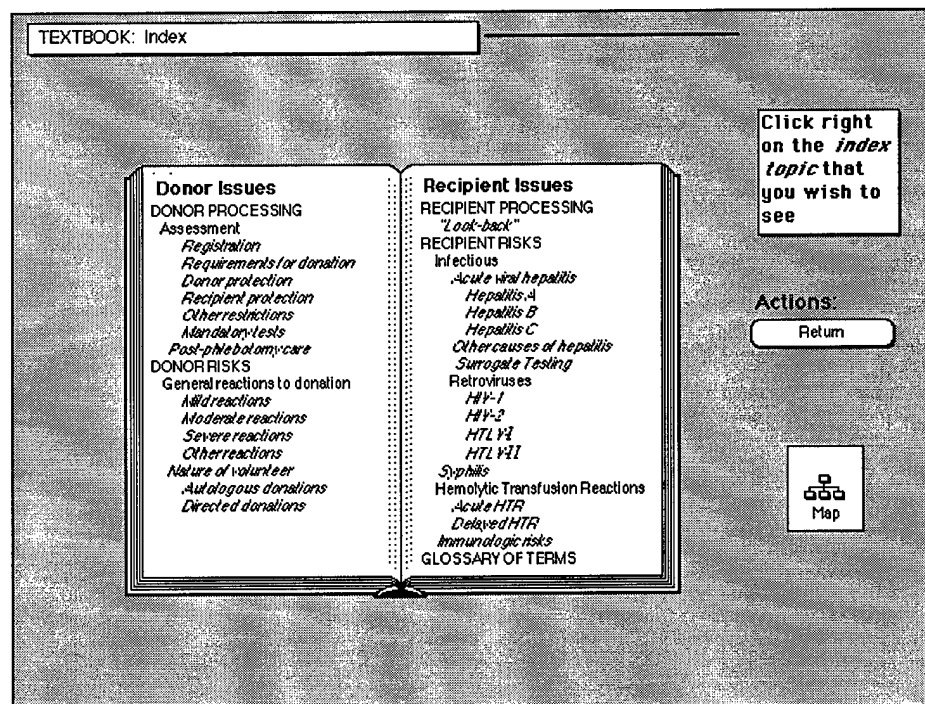 TEXTBOOK: Index
Donor Issues
DONOR PROCESSING
Assessment
Registration
Requirements for donation
Donor protection
Recipient protection
Other restrictions
Mandatory tests
Post-phlebotomy care
DONOR RISKS
General reactions to donation
Mild reactions
Moderate reactions
Severe reactions
Other reactions
Nature of volunteer
Autologous donations
Directed donations
Recipient Issues
RECIPIENT PROCESSING
"Look-back"
RECIPIENT RISKS
Infectious
Acute viral hepatitis
Hepatitis A
Hepatitis B
Hepatitis C
Other causes of hepatitis
Surrogate Testing
Retroviruses
HIV-1
HIV-2
HTLV-I
HTLV-II
Syphilis
Hemolytic Transfusion Reactions
Acute HTR
Delayed HTR
Immunologic risks
GLOSSARY OF TERMS
Click right
on the index
topic that
you wish to
see
Actions:
Return
Map